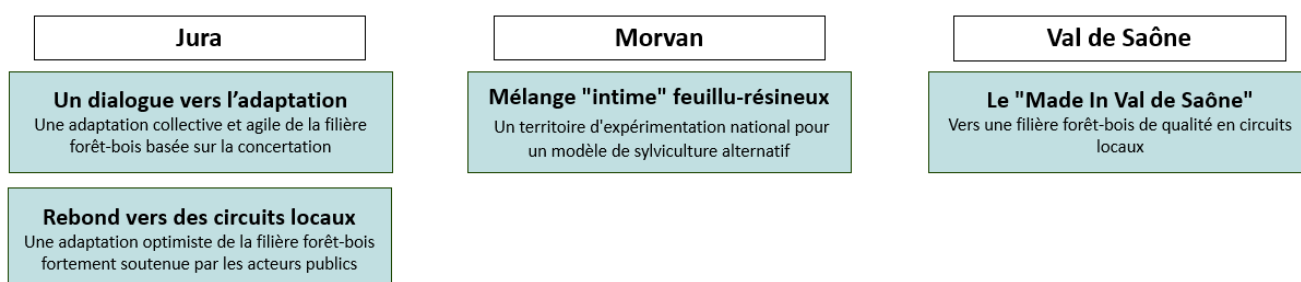 Jura
Un dialogue vers l’adaptation
Une adaptation collective et agile de la filière
forêt-bois basée sur la concertation
Rebond vers des circuits locaux
Une adaptation optimiste de la filière forêt-bois
fortement soutenue par les acteurs publics
Morvan
Mélange "intime" feuillu-résineux
Un territoire d'expérimentation national pour
un modèle de sylviculture alternatif
Val de Saône
Le "Made In Val de Saône"
Vers une filière forêt-bois de qualité en circuits
locaux